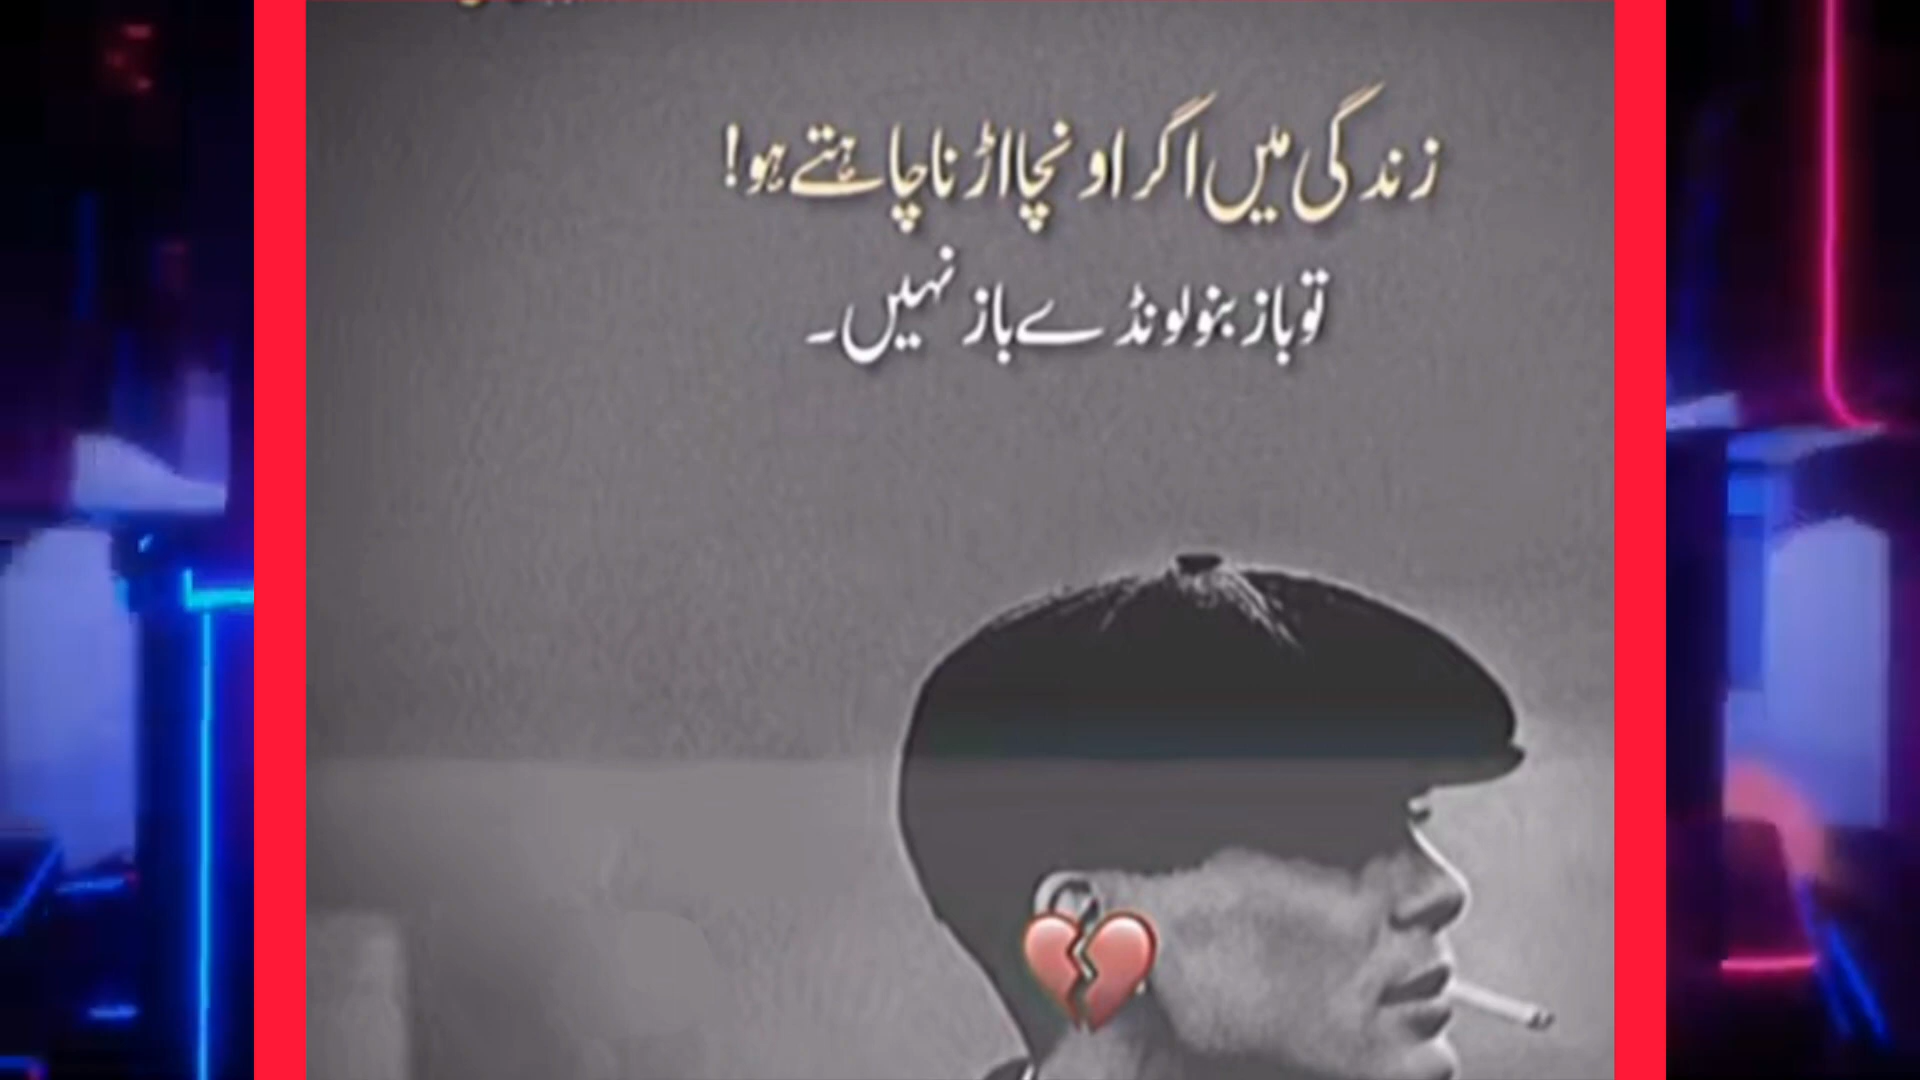 زندگی میں اگر اونچا اڑنا چاہتے ہو!
تو باز بنو لونڈے باز نہیں۔